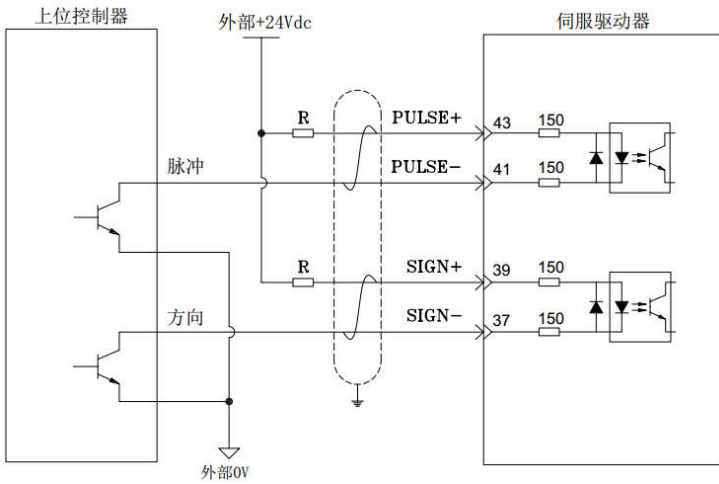 上位控制器
外部+24Vdc
伺服驱动器
R
PULSE+
43
150
脉冲
PULSE-
41
150
R
SIGN+
39
150
方向
SIGN-
37
150
外部0V